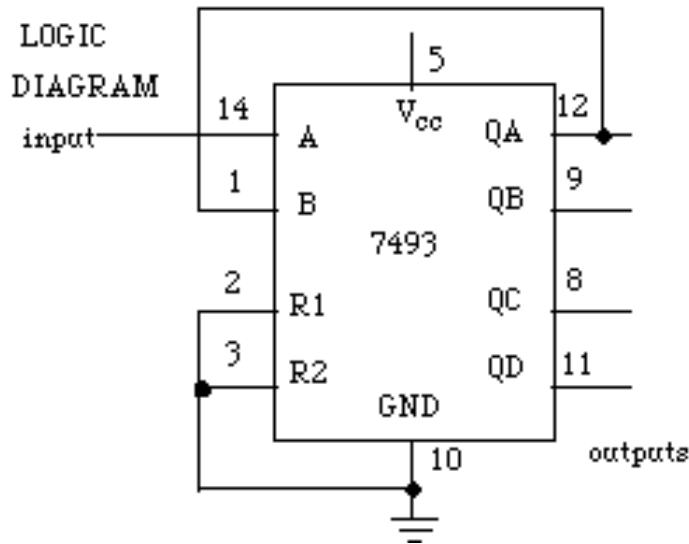 LOGIC
DIAGRAM
input
14
1
2
3
5
Vcc
A
B
7493
R1
R2
GND
10
QA
QB
QC
QD
12
9
8
11
outputs